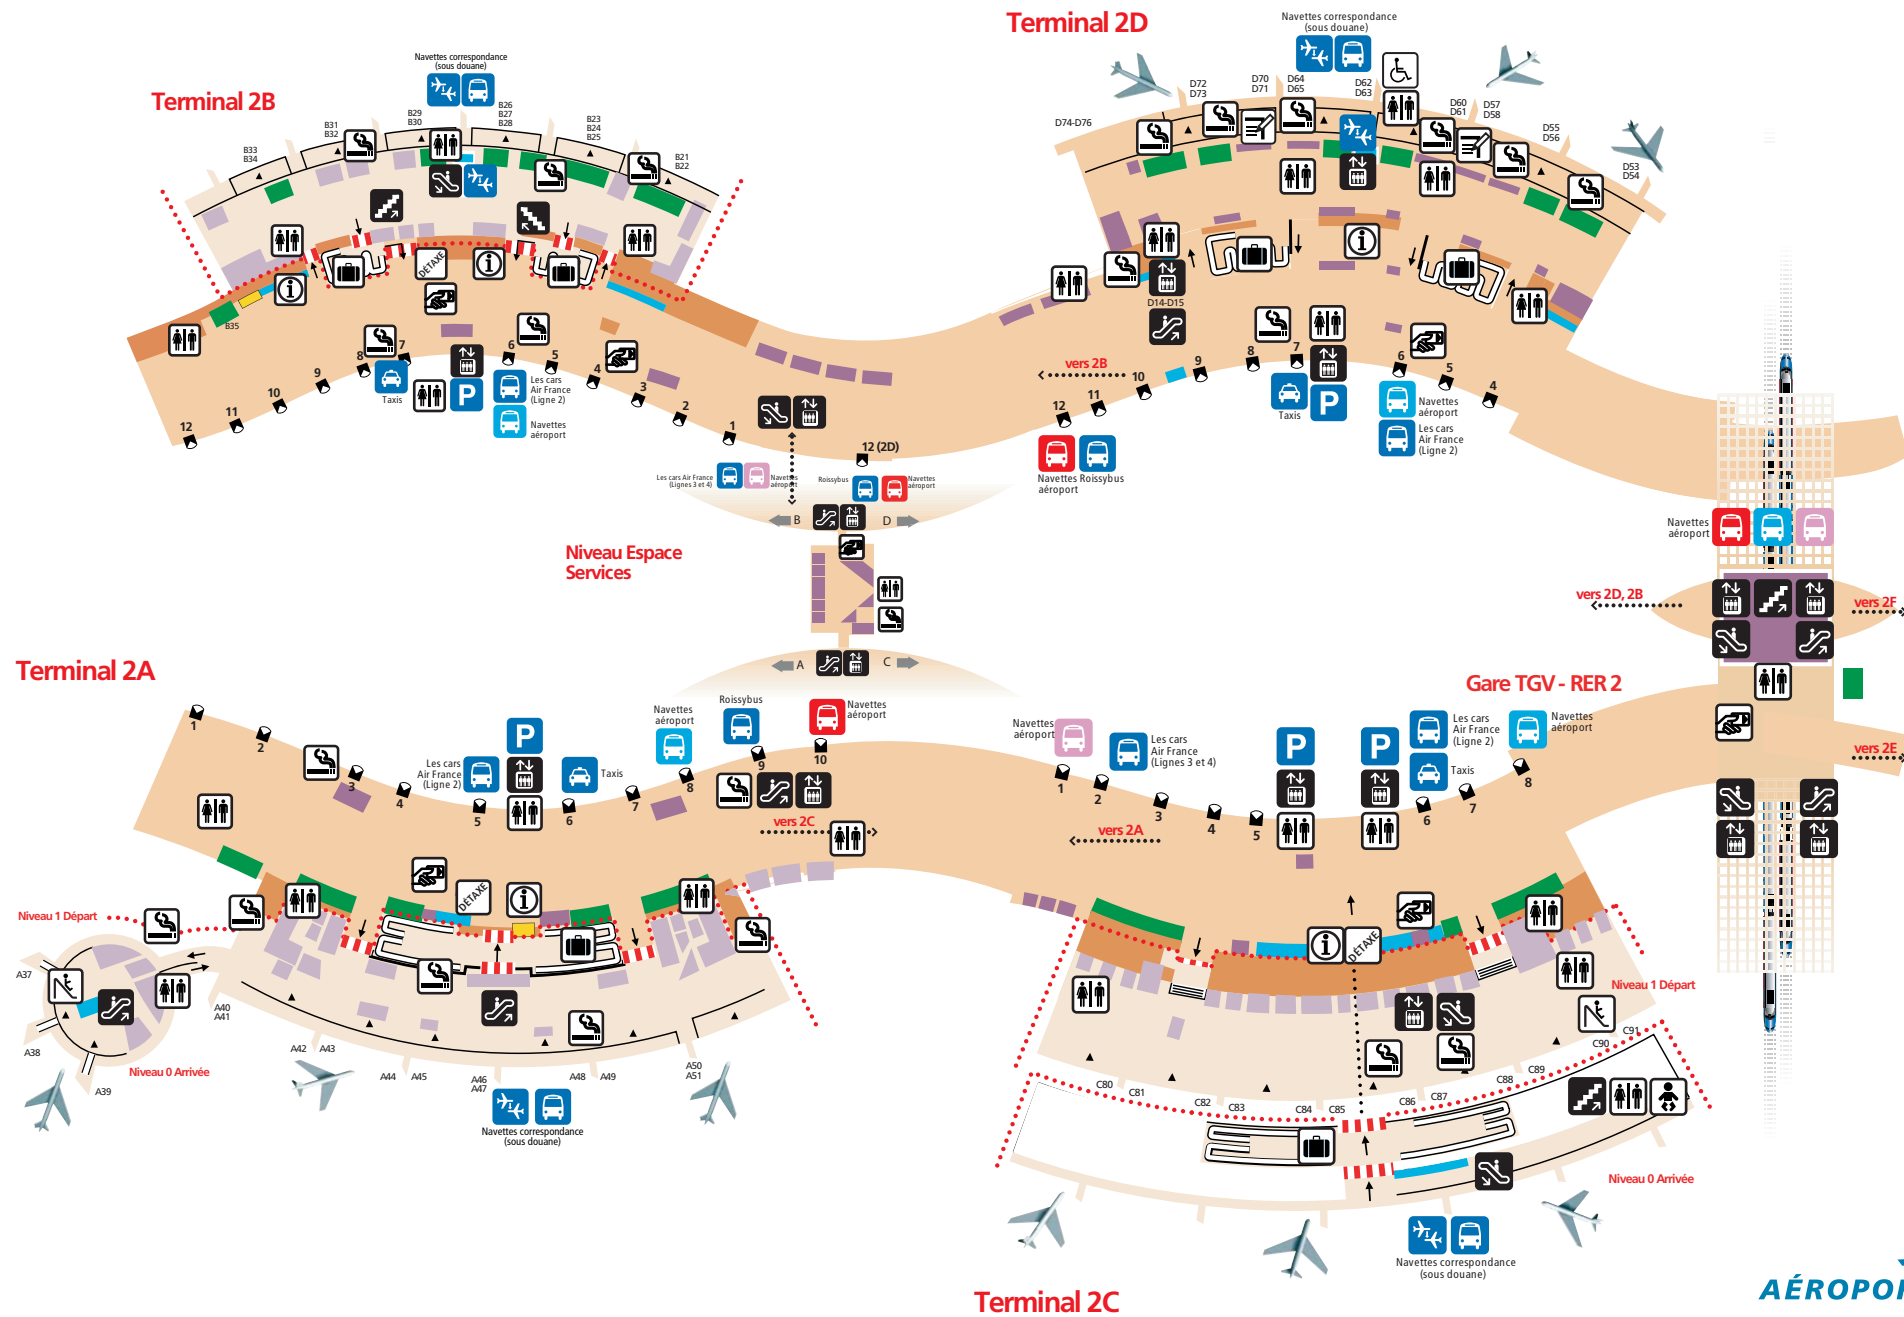 Terminal 2D
Navettes correspondance
(sous douane)
D72
D73
D70
D71
D64
D65
D62
D63
D60
D61
D57
D58
D55
D56
D53
D54
D74-D76
D14-D15
Terminal 2B
Navettes correspondance
(sous douane)
B33
B34
B31
B32
B29
B30
B26
B27
B28
B23
B24
B25
B21
B22
DÉTAXE
B35
12
11
10
9
8
7
6
5
4
3
2
1
12 (2D)
Taxis
P
Les cars
Air France
(Ligne 2)
Navettes
aéroport
vers 2B
12
11
10
9
8
7
6
5
4
Navettes
aéroport
Roissybus
Taxis
P
Navettes
aéroport
Les cars
Air France
(Ligne 2)
Les cars Air France
(Lignes 3 et 4)
Navettes
aéroport
Roissybus
Navettes
aéroport
B
D
Niveau Espace
Services
A
C
Navettes
aéroport
vers 2D, 2B
vers 2F
vers 2E
Gare TGV - RER 2
Terminal 2A
1
2
3
4
5
6
7
8
9
10
Les cars
Air France
(Ligne 2)
P
Taxis
Navettes
aéroport
Roissybus
Navettes
aéroport
vers 2C
DÉTAXE
Niveau 1 Départ
A37
A38
A39
A40
A41
Niveau 0 Arrivée
A42
A43
A44
A45
A46
A47
A48
A49
A50
A51
Navettes correspondance
(sous douane)
Navettes
aéroport
Les cars
Air France
(Lignes 3 et 4)
P
P
Les cars
Air France
(Ligne 2)
Taxis
Navettes
aéroport
1
2
3
4
5
6
7
8
vers 2A
DÉTAXE
Niveau 1 Départ
C80
C81
C82
C83
C84
C85
C86
C87
C88
C89
C90
C91
Niveau 0 Arrivée
Navettes correspondance
(sous douane)
Terminal 2C